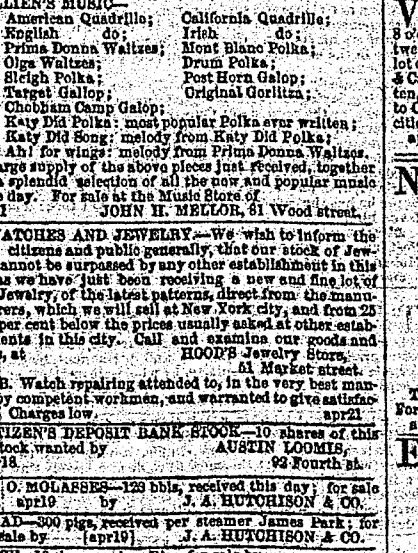 LLIEN'S MUSIC—
American Quadrille; California Quadrille;
English do; Irish do;
Prima Donna Waltzes; Mont Blanc Polka;
Olga Waltzes; Drum Polka;
Sleigh Polka; Post Horn Galop;
Target Gallop; Original Gorlitza;
Chobham Camp Galop;
Katy Did Polka: most popular Polka ever written;
Katy Did Song; melody from Katy Did Polka;
Ah! for wings: melody from Prima Donna Waltzes.
arge supply of the above pieces just received, together
a splendid selection of all the new and popular music
e day. For sale at the Music Store of
JOHN H. MELLOR, 81 Wood street.
ATCHES AND JEWELRY.—We wish to inform the
citizens and public generally, that our stock of Jew-
annot be surpassed by any other establishment in this
as we have just been receiving a new and fine lot of
Jewelry, of the latest patterns, direct from the manu-
rers, which we will sell at New York city, and from 25
per cent below the prices usually asked at other estab-
ents in this city. Call and examine our goods and
s, at HOOD'S Jewelry Store,
51 Market street.
B. Watch repairing attended to, in the very best man-
by competent workmen, and warranted to give satisfac-
Charges low. apr21
TIZEN'S DEPOSIT BANK STOCK—10 shares of this
tock wanted by AUSTIN LOOMIS,
18 92 Fourth st.
O. MOLASSES—128 bbls, received this day; for sale
apr19 by J. A. HUTCHISON & CO.
AD—300 pigs, received per steamer James Park; for
sale by [apr19] J. A. HUTCHISON & CO.